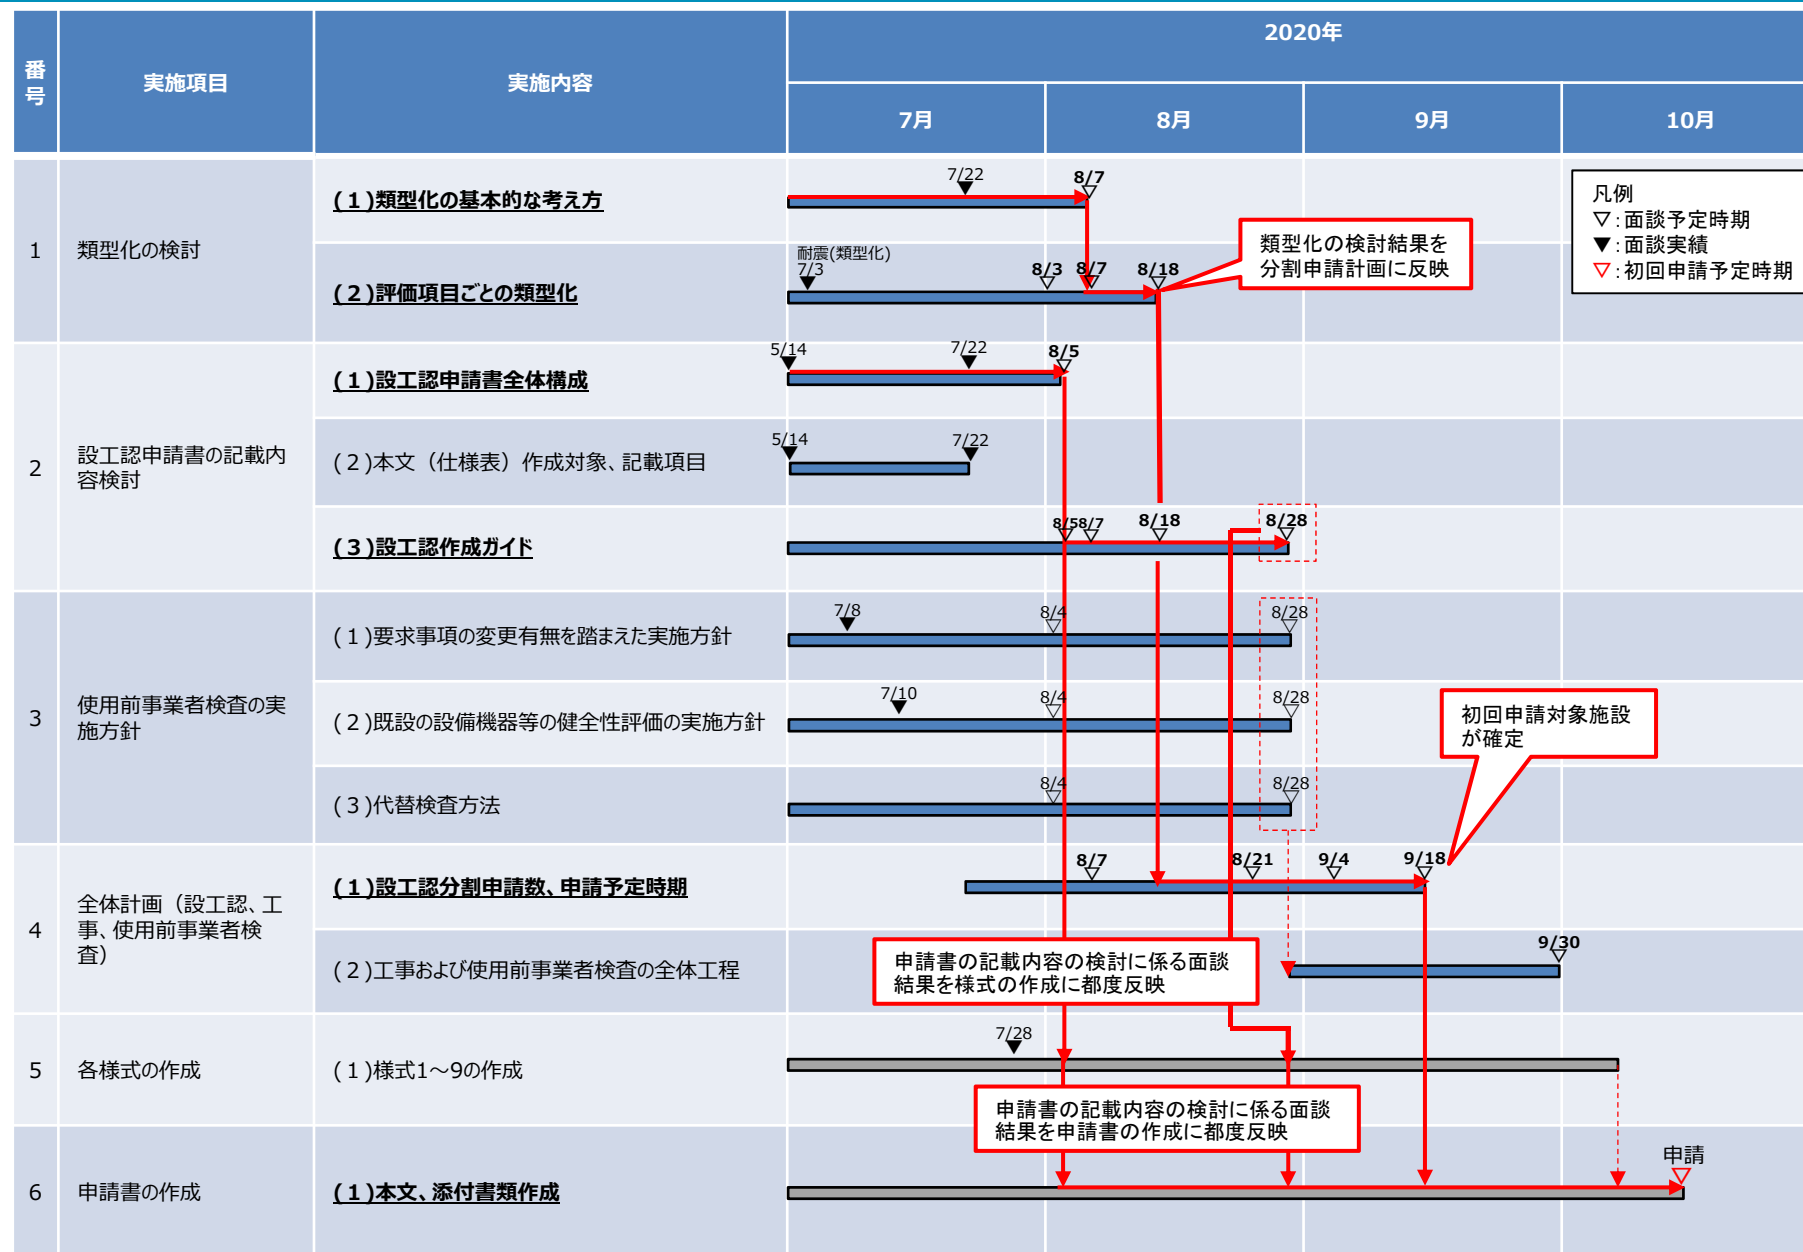 番
号
実施項目
実施内容
2020年
7月
8月
9月
10月
凡例
▽:面談予定時期
▼:面談実績
▽:初回申請予定時期
1
類型化の検討
(１)類型化の基本的な考え方
7/22
8/7
(２)評価項目ごとの類型化
耐震(類型化)
7/3
8/3
8/7
8/18
類型化の検討結果を
分割申請計画に反映
2
設工認申請書の記載内
容検討
(１)設工認申請書全体構成
5/14
7/22
8/5
(２)本文（仕様表）作成対象、記載項目
5/14
7/22
(３)設工認作成ガイド
8/5
8/7
8/18
8/28
3
使用前事業者検査の実
施方針
(１)要求事項の変更有無を踏まえた実施方針
7/8
8/4
8/28
(２)既設の設備機器等の健全性評価の実施方針
7/10
8/4
8/28
(３)代替検査方法
8/4
8/28
初回申請対象施設
が確定
4
全体計画（設工認、工
事、使用前事業者検
査）
(１)設工認分割申請数、申請予定時期
8/7
8/21
9/4
9/18
(２)工事および使用前事業者検査の全体工程
9/30
申請書の記載内容の検討に係る面談
結果を様式の作成に都度反映
5
各様式の作成
(１)様式1～9の作成
7/28
申請書の記載内容の検討に係る面談
結果を申請書の作成に都度反映
6
申請書の作成
(１)本文、添付書類作成
申請